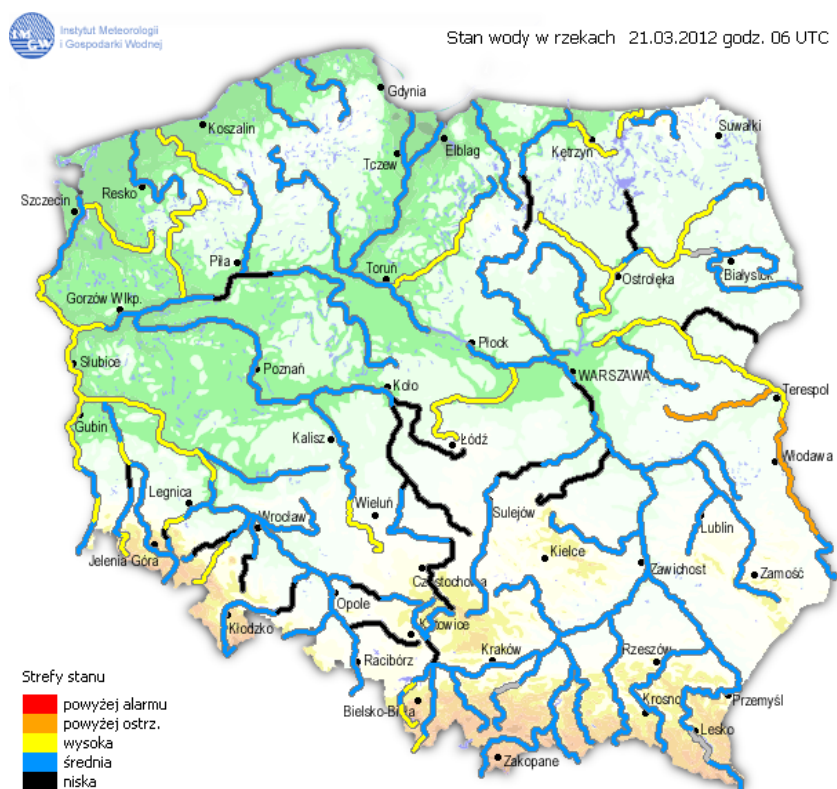 Instytut Meteorologii
i Gospodarki Wodnej
Stan wody w rzekach 21.03.2012 godz. 06 UTC
Gdynia
Koszalin
Suwałki
Elbląg
Kętrzyn
Tczew
Resko
Szczecin
Piła
Białystok
Toruń
Ostrołęka
Gorzów Wlkp.
Płock
Słubice
Poznań
WARSZAWA
Koło
Terespol
Gubin
Kalisz
Łódź
Włodawa
Legnica
Wieluń
Sulejów
Wrocław
Lublin
Jelenia Góra
Kielce
Częstochowa
Zawichost
Zamość
Opole
Kłodzko
Katowice
Racibórz
Kraków
Rzeszów
Strefy stanu
powyżej alarmu
Bielsko-Biała
Krosno
Przemyśl
powyżej ostrz.
Lesko
wysoka
Zakopane
średnia
niska